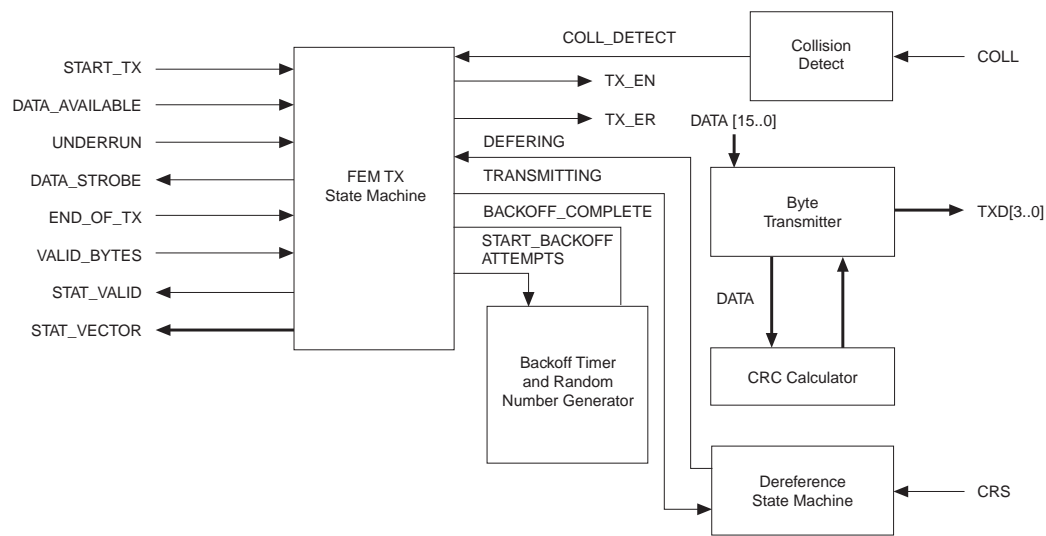 START_TX
DATA_AVAILABLE
UNDERRUN
DATA_STROBE
END_OF_TX
VALID_BYTES
STAT_VALID
STAT_VECTOR
FEM TX
State Machine
COLL_DETECT
TX_EN
TX_ER
DEFERING
TRANSMITTING
BACKOFF_COMPLETE
START_BACKOFF
ATTEMPTS
Backoff Timer
and Random
Number Generator
Collision
Detect
COLL
DATA [15..0]
Byte
Transmitter
TXD[3..0]
DATA
CRC Calculator
Dereference
State Machine
CRS